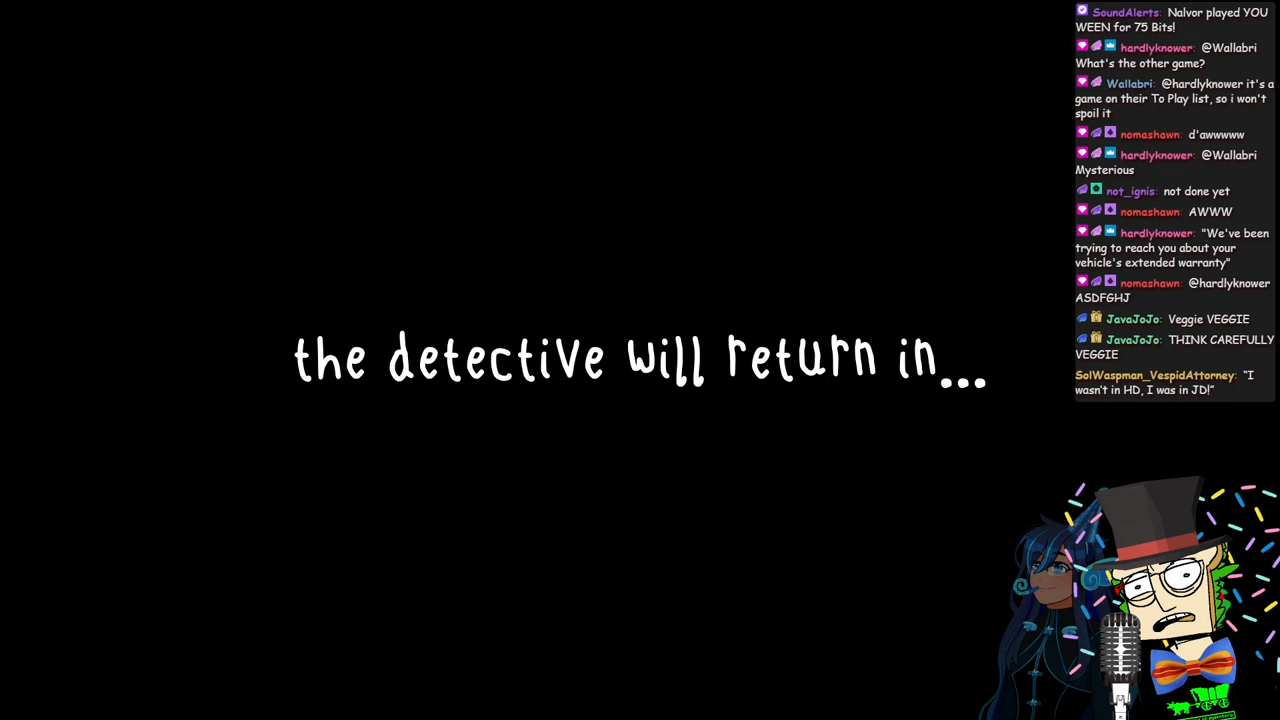 the detective will return in...
SoundAlerts: Nalvor played YOU
WEEN for 75 Bits!
hardlyknower: @Wallabri
What's the other game?
Wallabri: @hardlyknower it's a
game on their To Play list, so i won't
spoil it
nomashawn: d'awwwww
hardlyknower: @Wallabri
Mysterious
not_ignis: not done yet
nomashawn: AWWW
hardlyknower: "We've been
trying to reach you about your
vehicle's extended warranty"
nomashawn: @hardlyknower
ASDFGHJ
JavaJoJo: Veggie VEGGIE
JavaJoJo: THINK CAREFULLY
VEGGIE
SolWaspman_VespidAttorney: “I
wasn’t in HD, I was in JD!”